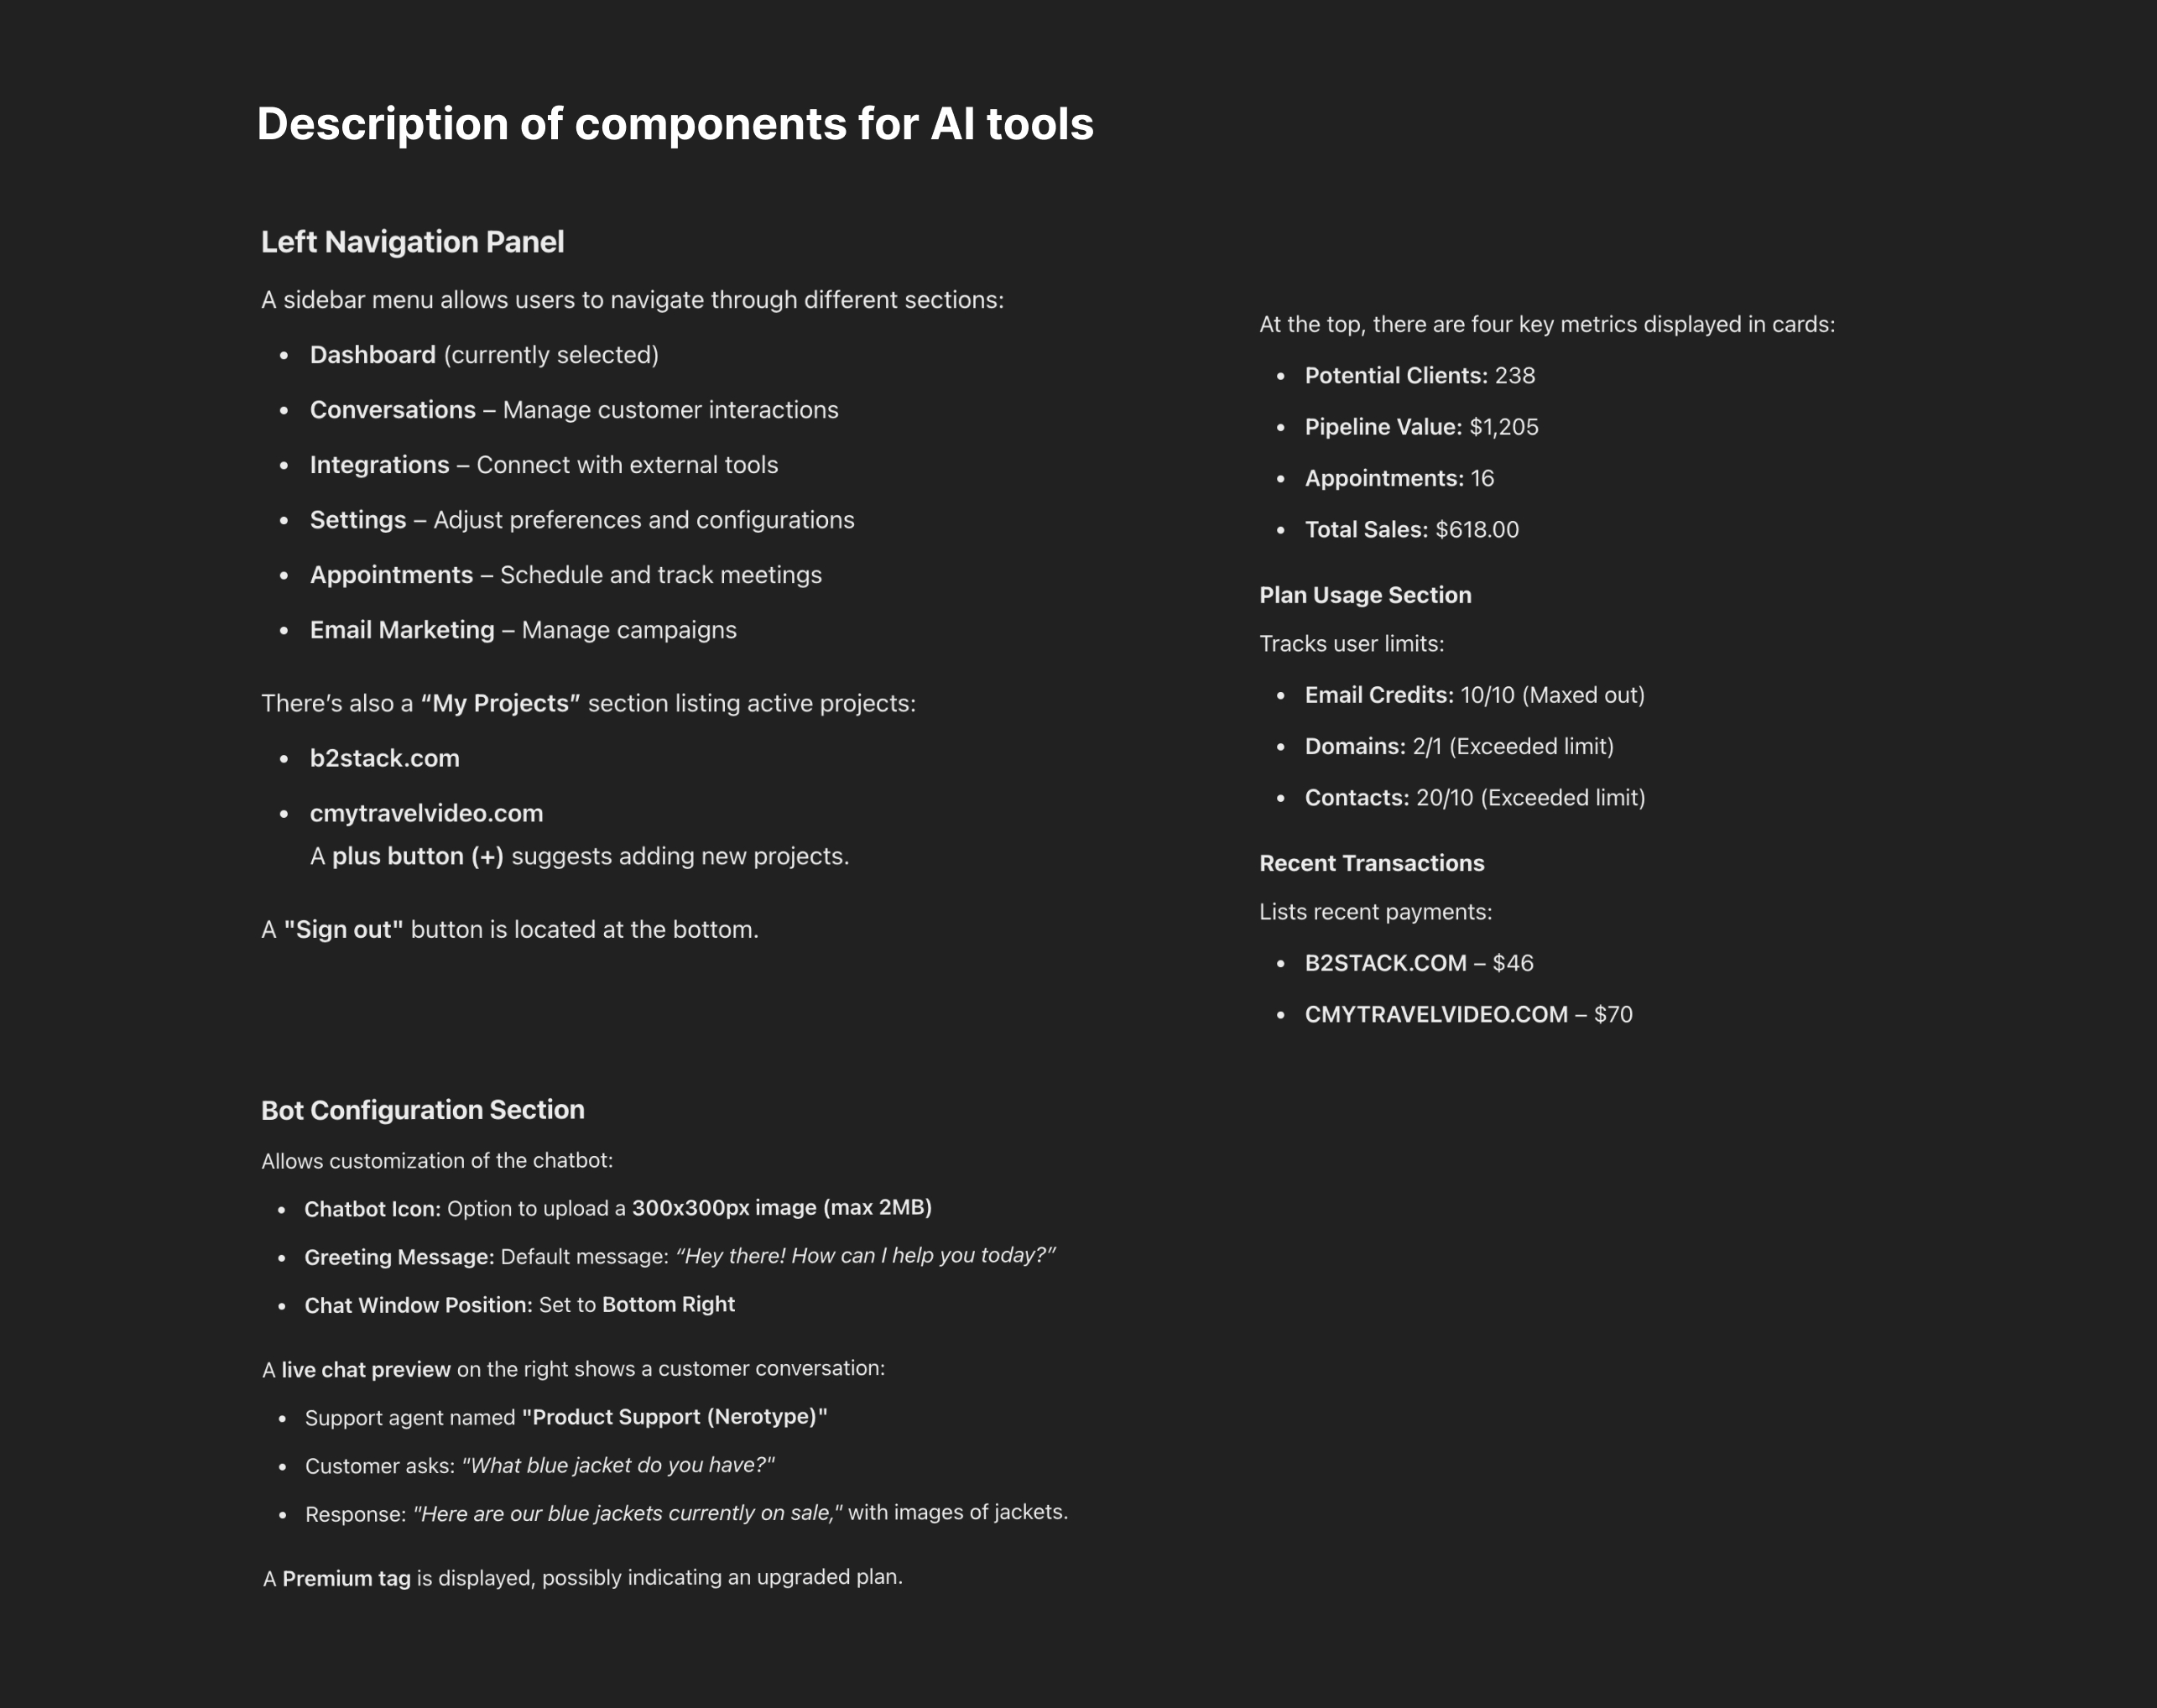 Description of components for AI tools
Left Navigation Panel
A sidebar menu allows users to navigate through different sections:
• Dashboard (currently selected)
• Conversations – Manage customer interactions
• Integrations – Connect with external tools
• Settings – Adjust preferences and configurations
• Appointments – Schedule and track meetings
• Email Marketing – Manage campaigns
There’s also a “My Projects” section listing active projects:
• b2stack.com
• cmytravelvideo.com
A plus button (+) suggests adding new projects.
A "Sign out" button is located at the bottom.
At the top, there are four key metrics displayed in cards:
• Potential Clients: 238
• Pipeline Value: $1,205
• Appointments: 16
• Total Sales: $618.00
Plan Usage Section
Tracks user limits:
• Email Credits: 10/10 (Maxed out)
• Domains: 2/1 (Exceeded limit)
• Contacts: 20/10 (Exceeded limit)
Recent Transactions
Lists recent payments:
• B2STACK.COM – $46
• CMYTRAVELVIDEO.COM – $70
Bot Configuration Section
Allows customization of the chatbot:
• Chatbot Icon: Option to upload a 300x300px image (max 2MB)
• Greeting Message: Default message: “Hey there! How can I help you today?”
• Chat Window Position: Set to Bottom Right
A live chat preview on the right shows a customer conversation:
• Support agent named "Product Support (Nerotype)"
• Customer asks: "What blue jacket do you have?"
• Response: "Here are our blue jackets currently on sale," with images of jackets.
A Premium tag is displayed, possibly indicating an upgraded plan.